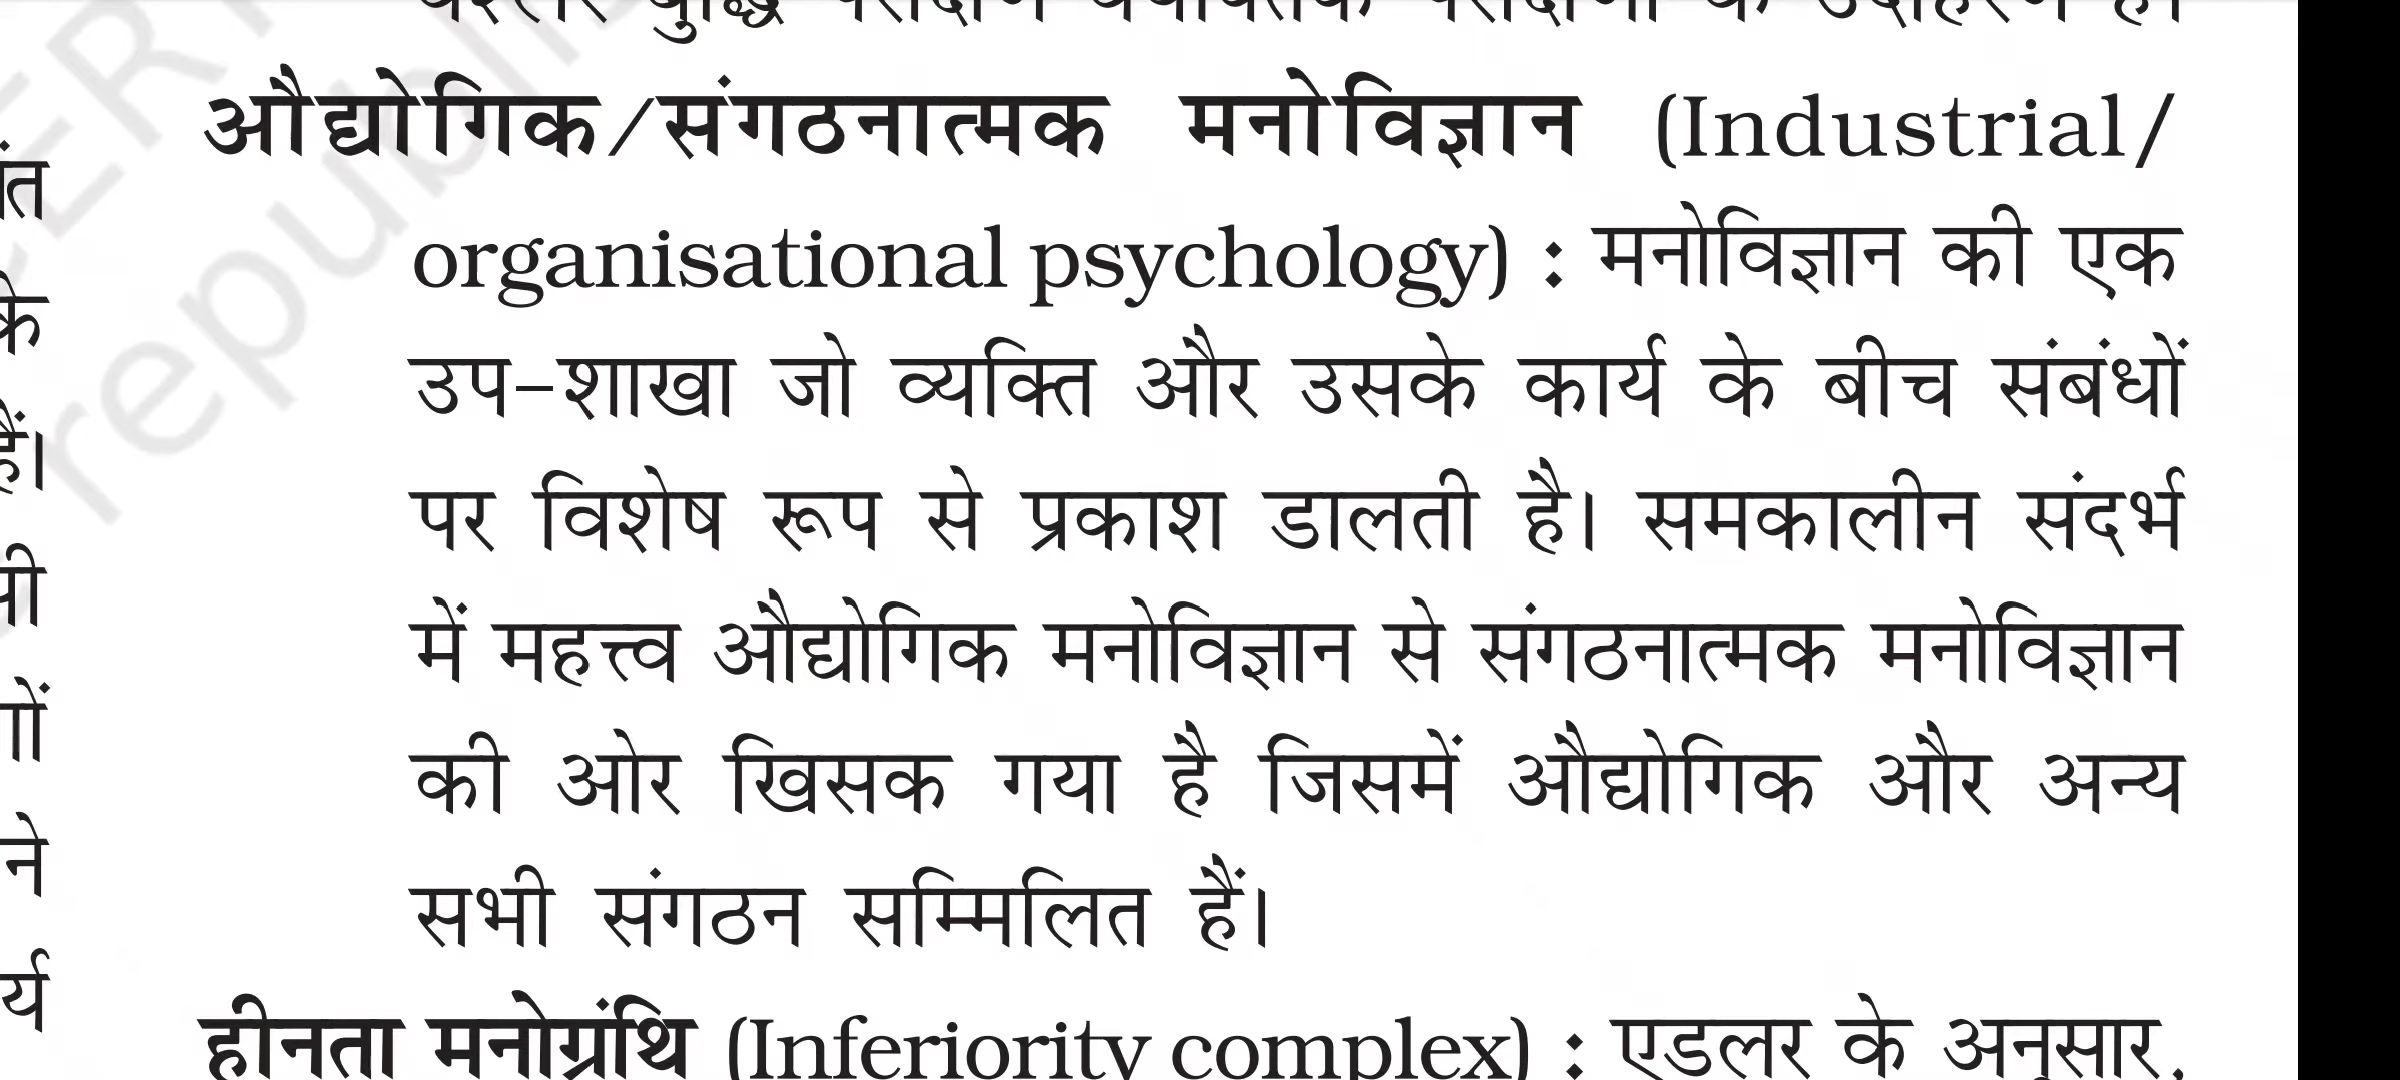 औद्योगिक/संगठनात्मक मनोविज्ञान (Industrial/
organisational psychology) : मनोविज्ञान की एक
उप-शाखा जो व्यक्ति और उसके कार्य के बीच संबंधों
पर विशेष रूप से प्रकाश डालती है। समकालीन संदर्भ
में महत्त्व औद्योगिक मनोविज्ञान से संगठनात्मक मनोविज्ञान
की ओर खिसक गया है जिसमें औद्योगिक और अन्य
सभी संगठन सम्मिलित हैं।
हीनता मनोग्रंथि (Inferiority complex) : एडलर के अनुसार,